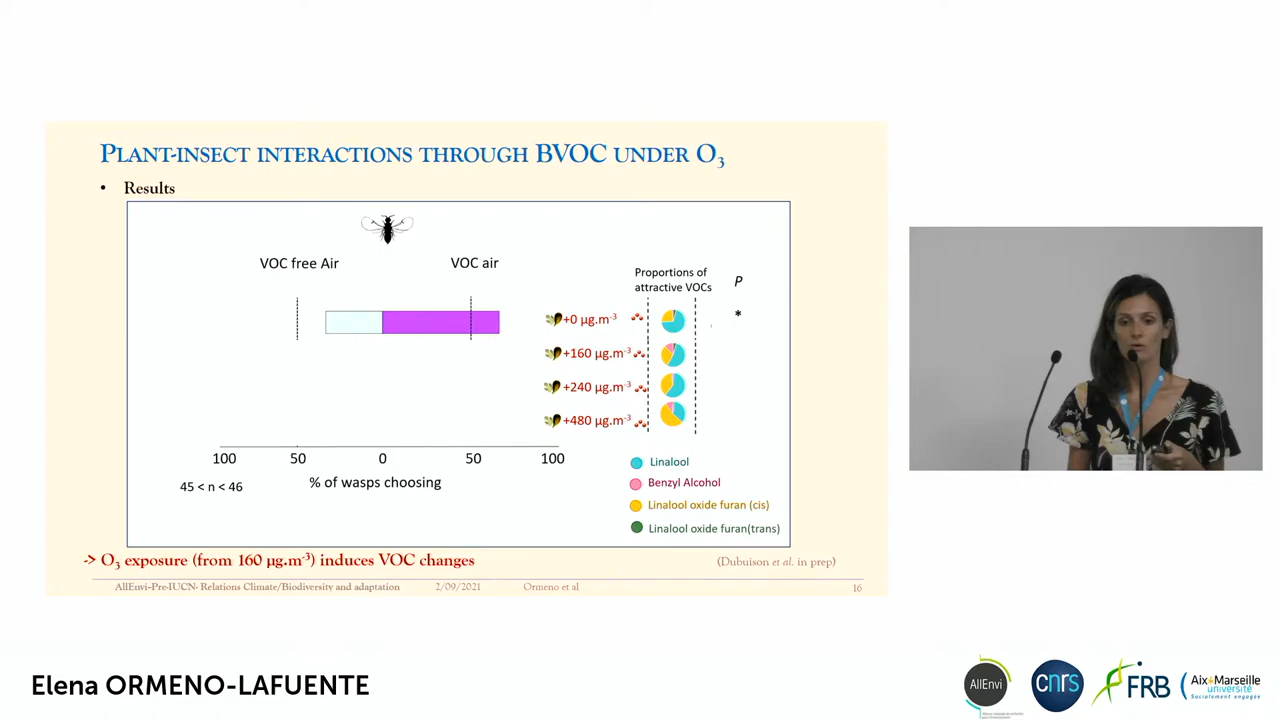 PLANT-INSECT INTERACTIONS THROUGH BVOC UNDER O3
• Results
VOC free Air
VOC air
Proportions of
attractive VOCs
P
+0 µg.m-3
*
+160 µg.m-3
+240 µg.m-3
+480 µg.m-3
100 50 0 50 100
% of wasps choosing
45 < n < 46
Linalool
Benzyl Alcohol
Linalool oxide furan (cis)
Linalool oxide furan(trans)
-> O3 exposure (from 160 µg.m-3) induces VOC changes
(Dubuison et al. in prep)
AllEnvi-Pre-IUCN- Relations Climate/Biodiversity and adaptation 2/09/2021 Ormeno et al 16
Elena ORMENO-LAFUENTE
AllEnvi
cnrs
FRB
Aix Marseille
université
Socialement engagée